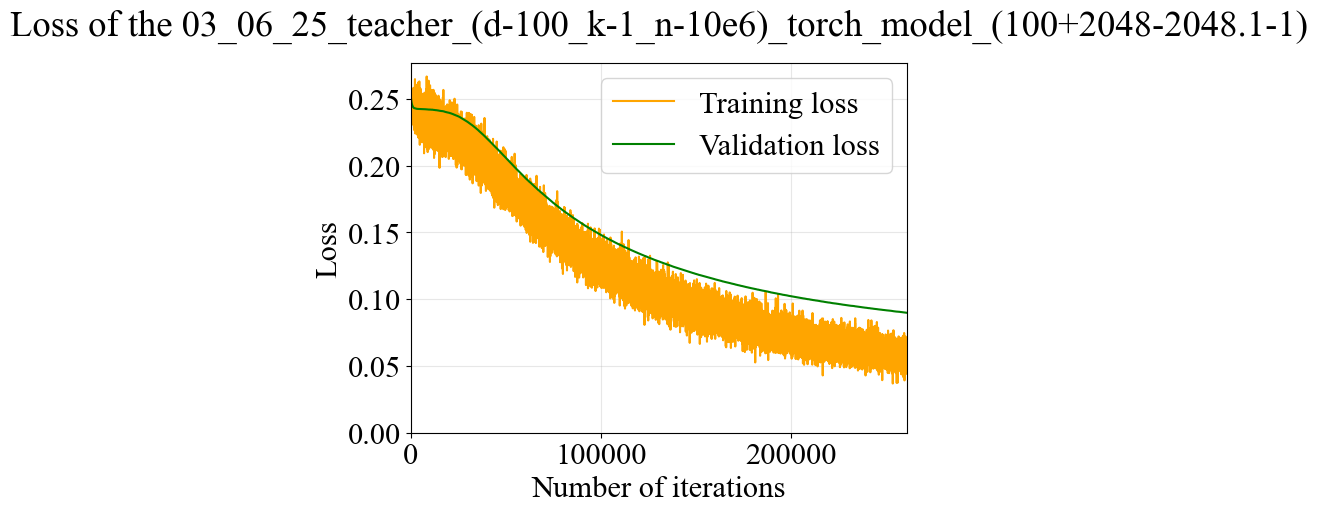 Loss of the 03_06_25_teacher_(d-100_k-1_n-10e6)_torch_model_(100+2048-2048.1-1)
Training loss
Validation loss
Loss
0.25
0.20
0.15
0.10
0.05
0.00
0
100000
200000
Number of iterations